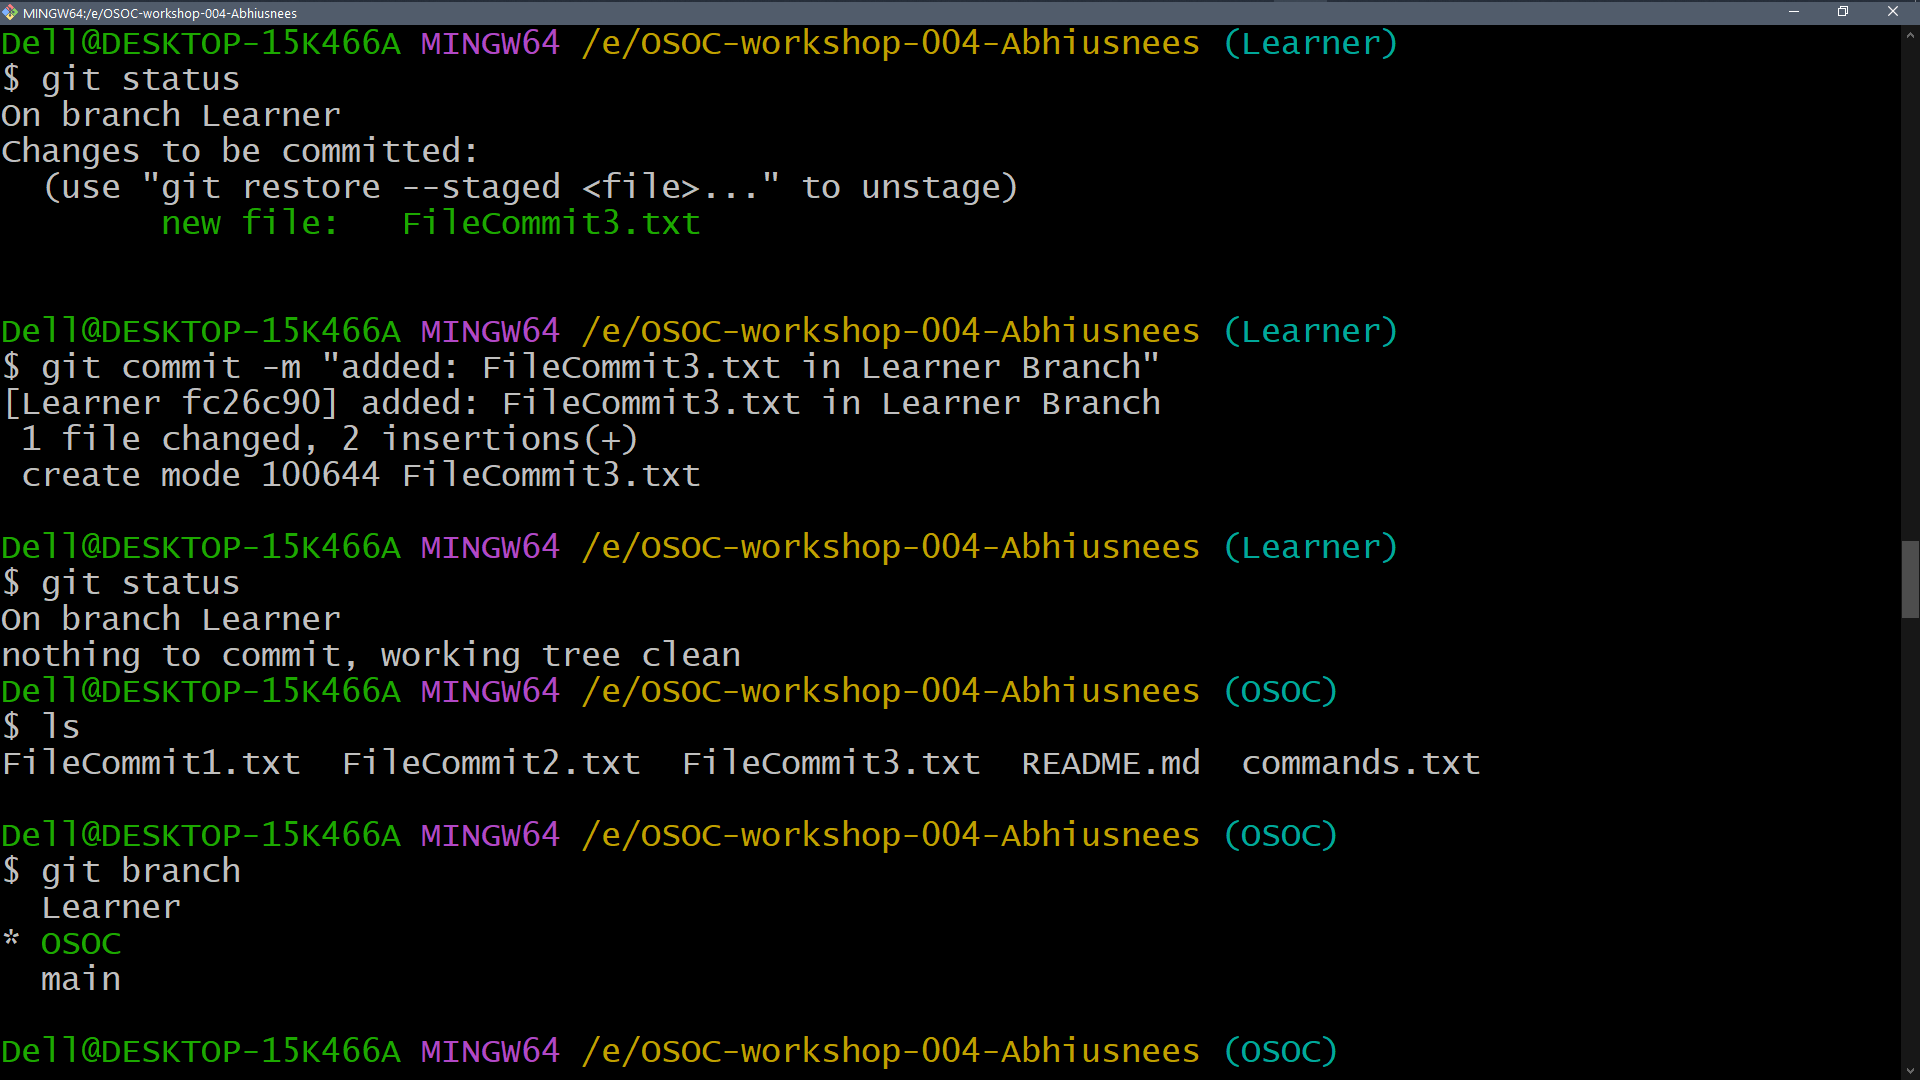 MINGW64:/e/OSOC-workshop-004-Abhiusnees
Dell@DESKTOP-15K466A MINGW64 /e/OSOC-workshop-004-Abhiusnees (Learner)
$ git status
On branch Learner
Changes to be committed:
  (use "git restore --staged <file>..." to unstage)
        new file:   FileCommit3.txt
Dell@DESKTOP-15K466A MINGW64 /e/OSOC-workshop-004-Abhiusnees (Learner)
$ git commit -m "added: FileCommit3.txt in Learner Branch"
[Learner fc26c90] added: FileCommit3.txt in Learner Branch
 1 file changed, 2 insertions(+)
 create mode 100644 FileCommit3.txt
Dell@DESKTOP-15K466A MINGW64 /e/OSOC-workshop-004-Abhiusnees (Learner)
$ git status
On branch Learner
nothing to commit, working tree clean
Dell@DESKTOP-15K466A MINGW64 /e/OSOC-workshop-004-Abhiusnees (OSOC)
$ ls
FileCommit1.txt  FileCommit2.txt  FileCommit3.txt  README.md  commands.txt
Dell@DESKTOP-15K466A MINGW64 /e/OSOC-workshop-004-Abhiusnees (OSOC)
$ git branch
  Learner
* OSOC
  main
Dell@DESKTOP-15K466A MINGW64 /e/OSOC-workshop-004-Abhiusnees (OSOC)